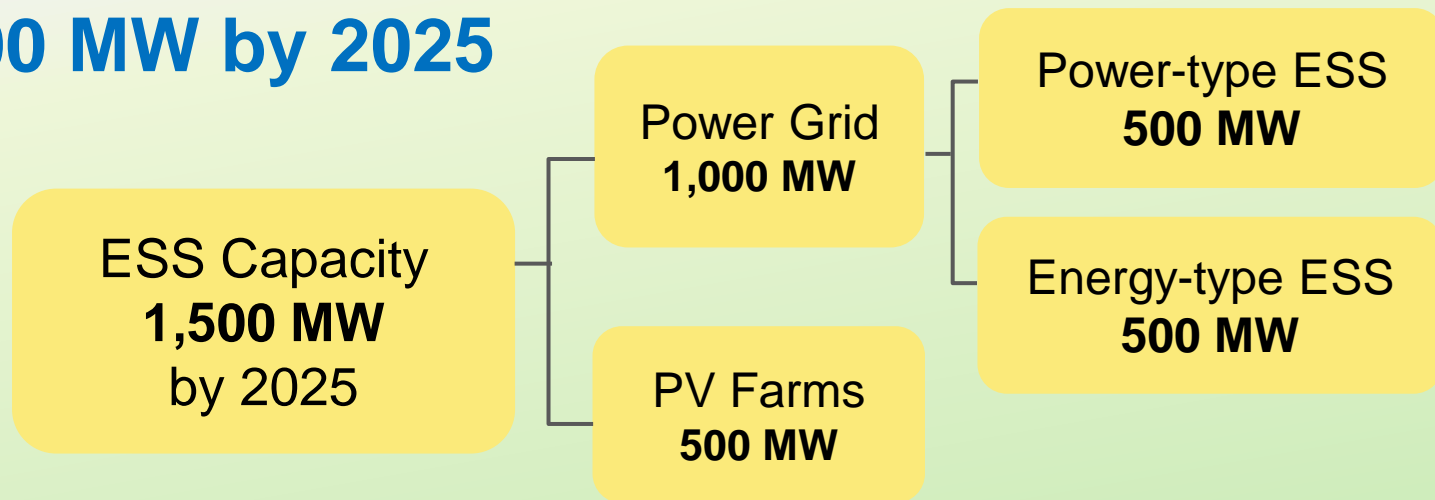 MW by 2025
ESS Capacity
1,500 MW
by 2025
Power Grid
1,000 MW
PV Farms
500 MW
Power-type ESS
500 MW
Energy-type ESS
500 MW